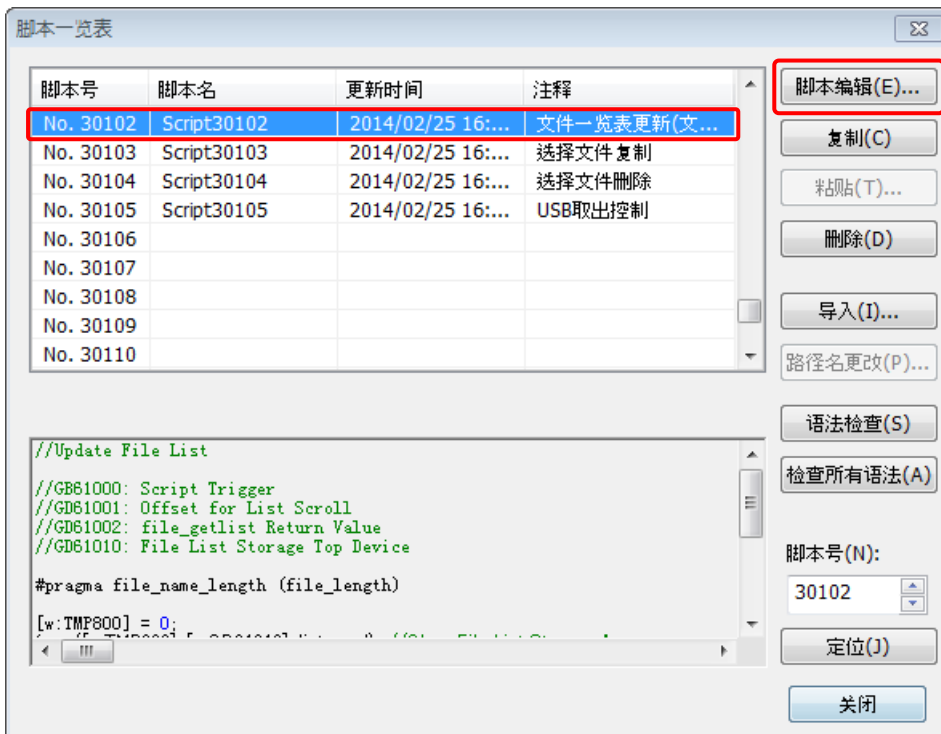 脚本一览表
脚本号 脚本名 更新时间 注释
No. 30102 Script30102 2014/02/25 16:... 文件一览表更新(文...
No. 30103 Script30103 2014/02/25 16:... 选择文件复制
No. 30104 Script30104 2014/02/25 16:... 选择文件删除
No. 30105 Script30105 2014/02/25 16:... USB取出控制
No. 30106
No. 30107
No. 30108
No. 30109
No. 30110
脚本编辑(E)...
复制(C)
粘贴(T)...
删除(D)
导入(I)...
路径名更改(P)...
语法检查(S)
检查所有语法(A)
脚本号(N):
30102
定位(J)
关闭
//Update File List
//GB61000: Script Trigger
//GD61001: Offset for List Scroll
//GD61002: file_getlist Return Value
//GD61010: File List Storage Top Device
#pragma file_name_length (file_length)
[w:TMP800] = 0;